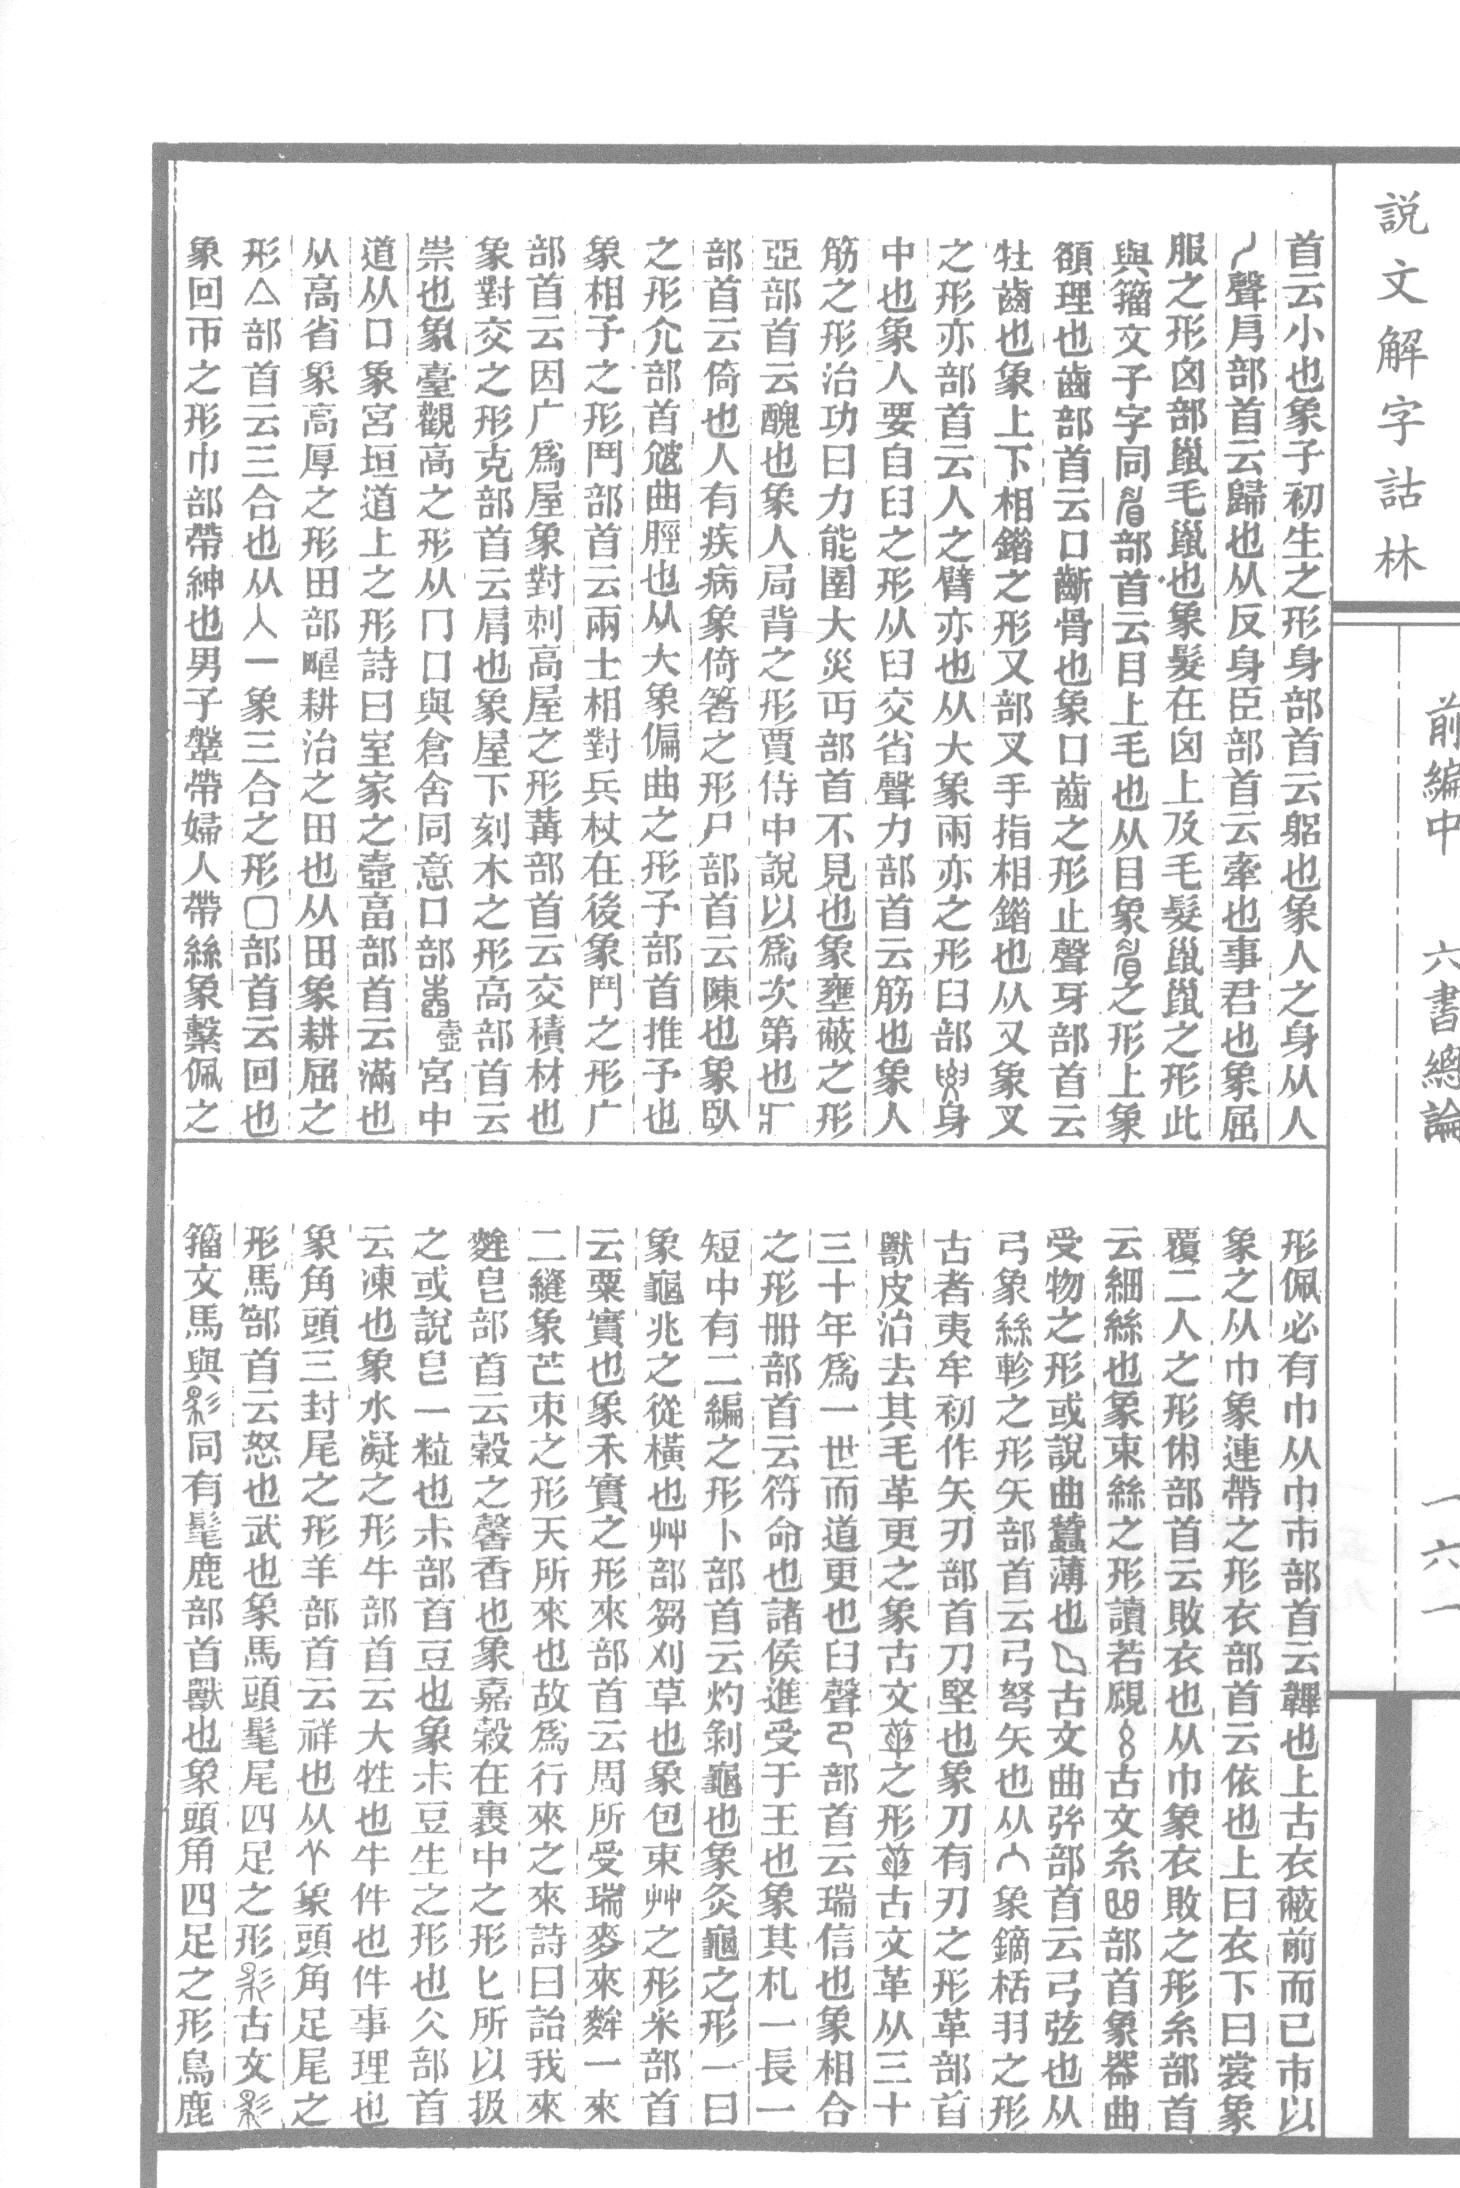 說文解字詁林
前編中 六書總論
一六一
首云小也象子初生之形身部首云躳也象人之身从人
聲㐆部首云歸也从反身臣部首云牽也事君也象屈
服之形囟部巤毛巤也象髮在囟上及毛髮巤巤之形此
與籀文子字同部首云目上毛也从目象之形上象
頟理也齒部首云口齗骨也象口齒之形止聲牙部首云
牡齒也象上下相錯之形又部叉手指相錯也从又象叉
之形亦部首云人之臂亦也从大象兩亦之形𦥑部身
中也象人要自𦥑之形从𦥑交省聲力部首云筋也象人
筋之形治功曰力能圉大災丏部首不見也象壅蔽之形
亞部首云醜也象人局背之形賈侍中說以爲次第也疒
部首云倚也人有疾病象倚箸之形尸部首云陳也象臥
之形尣部首𡯁曲脛也从大象偏曲之形予部首推予也
象相予之形鬥部首云兩士相對兵杖在後象鬥之形广
部首云因广爲屋象對刺高屋之形冓部首云交積材也
象對交之形克部首云肩也象屋下刻木之形高部首云
崇也象臺觀高之形从冂口與倉舍同意口部壼宮中
道从口象宮垣道上之形詩曰室家之壼畐部首云滿也
从高省象高厚之形田部疇耕治之田也从田象耕屈之
形亼部首云三合也从人一象三合之形囗部首云回也
象回帀之形巾部帶紳也男子鞶帶婦人帶絲象繫佩之
形佩必有巾从巾巿部首云韠也上古衣蔽前而已巿以
象之从巾象連帶之形衣部首云依也上曰衣下曰裳象
覆二人之形㡀部首云敗衣也从巾象衣敗之形糸部首
云細絲也象束絲之形讀若覛古文糸部首象器曲
受物之形或說曲蠶薄也古文曲弦部首云弓弦也从
弓象絲軫之形矢部首云弓弩矢也从入象鏑栝羽之形
古者夷牟初作矢刃部首刀堅也象刀有刃之形革部首
獸皮治去其毛革更之象古文之形古文革从三十
三十年爲一世而道更也𦥑聲卪部首云瑞信也象相合
之形冊部首云符命也諸侯進受于王也象其札一長一
短中有二編之形卜部首云灼剝龜也象灸龜之形一曰
象龜兆之從橫也艸部芻刈草也象包束艸之形米部首
云粟實也象禾實之形來部首云周所受瑞麥來麰一來
二縫象芒朿之形天所來也故爲行來之來詩曰詒我來
麰皀部首云穀之馨香也象嘉穀在裹中之形匕所以扱
之或說皀一粒也尗部首豆也象尗豆生之形也仌部首
云凍也象水凝之形牛部首云大牲也牛件也件事理也
象角頭三封尾之形羊部首云祥也从𦫳象頭角足尾之
形馬部首云怒也武也象馬頭髦尾四足之形古文
籀文馬與同有髦鹿部首獸也象頭角四足之形鳥鹿